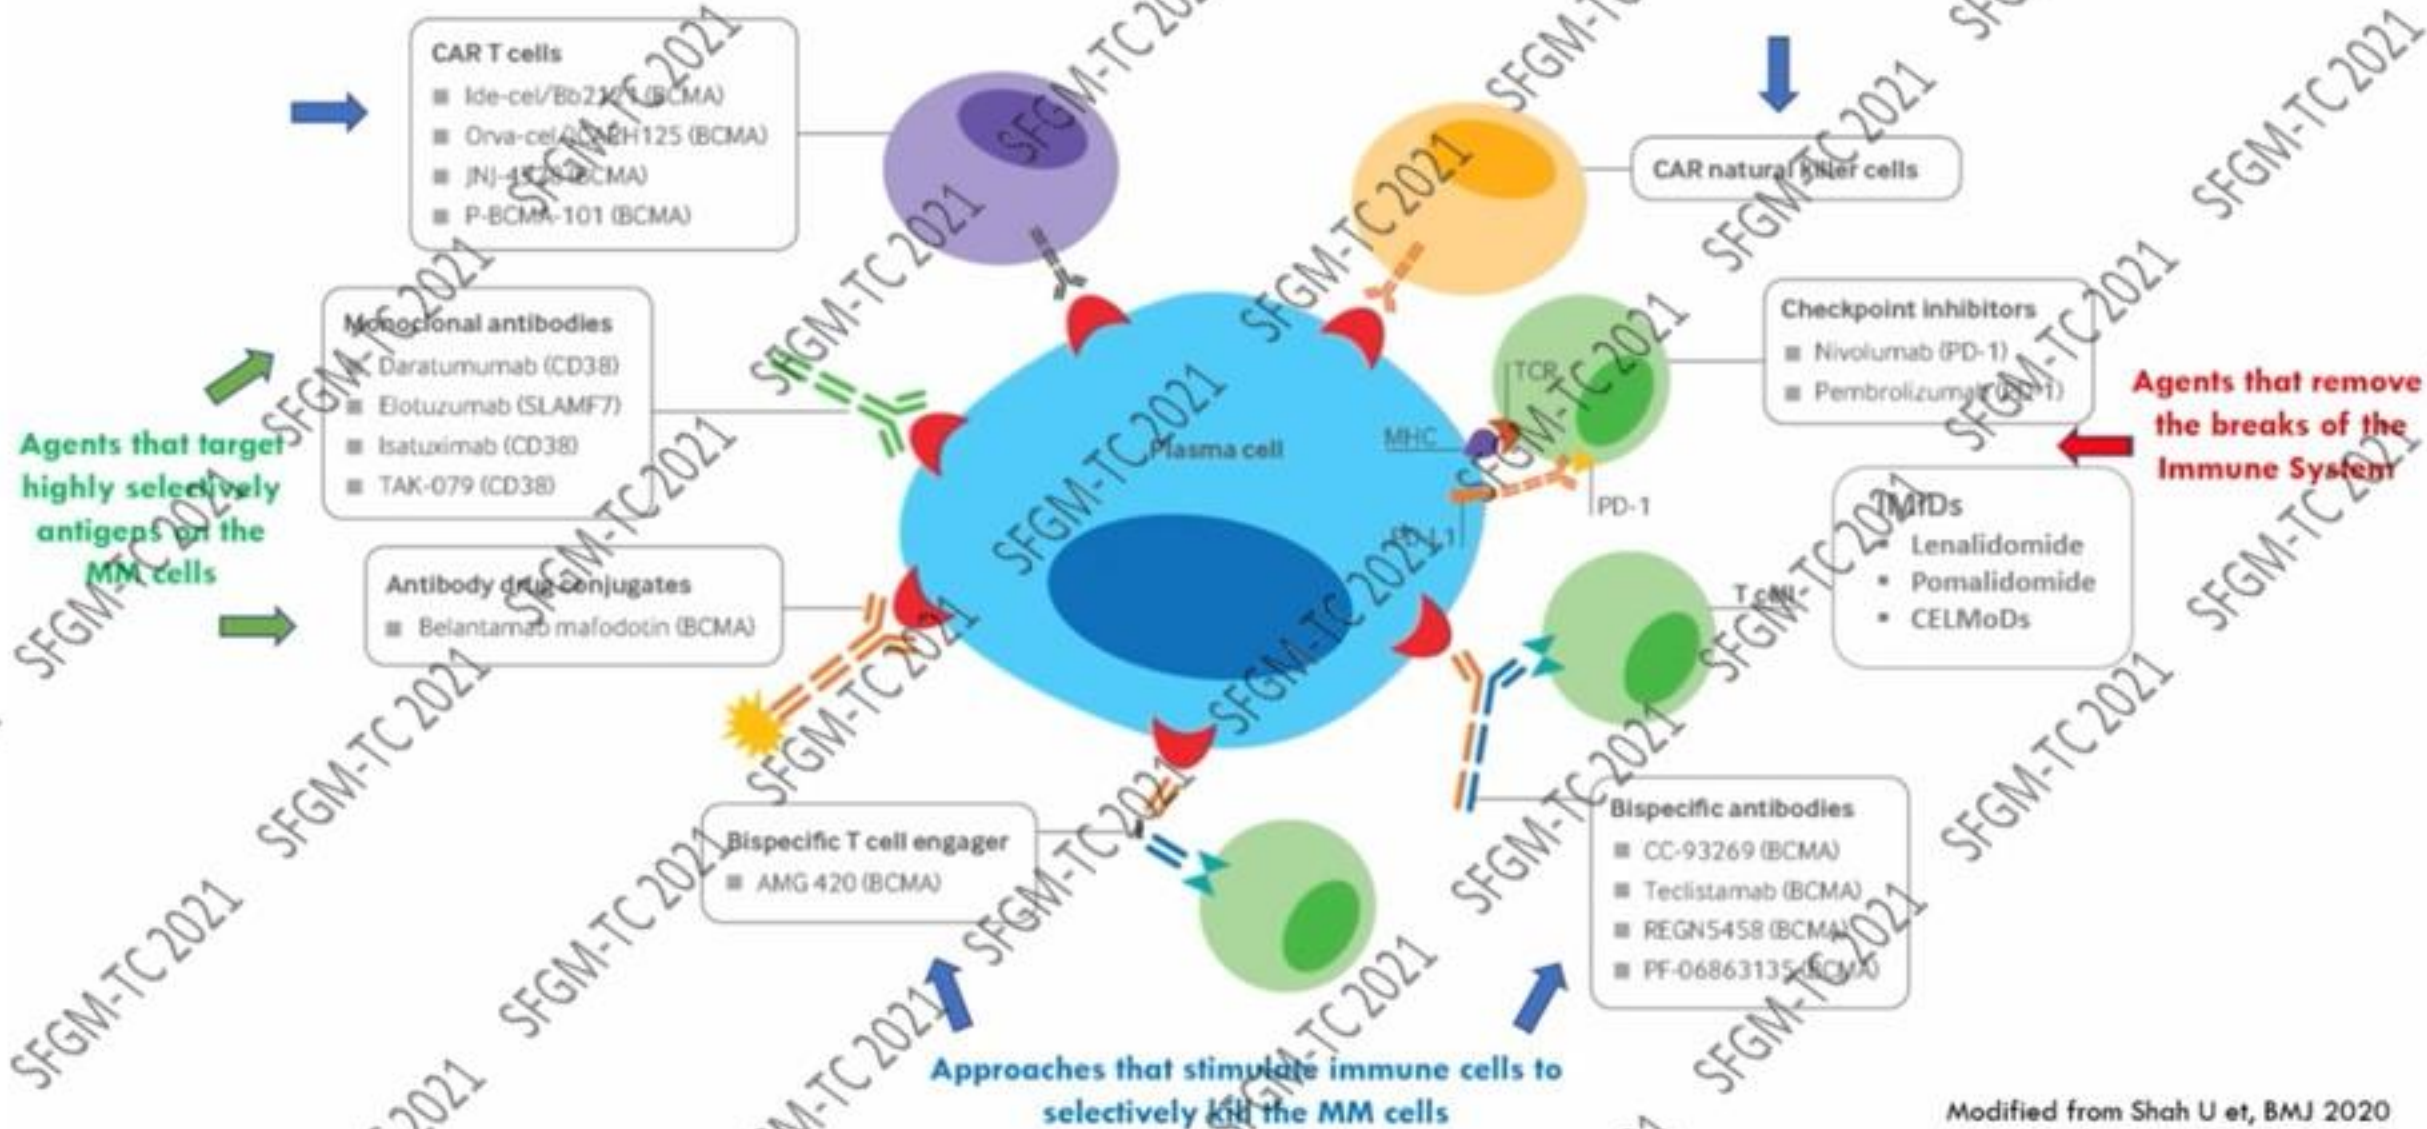 CAR T cells
Ide-cel/Bb2121 (BCMA)
Orva-cel/JCARH125 (BCMA)
JNJ-4528 (BCMA)
P-BCMA-101 (BCMA)
CAR natural killer cells
Monoclonal antibodies
Daratumumab (CD38)
Elotuzumab (SLAMF7)
Isatuximab (CD38)
TAK-079 (CD38)
Checkpoint inhibitors
Nivolumab (PD-1)
Pembrolizumab (PD-1)
Agents that target
highly selectively
antigens on the
MM cells
Agents that remove
the breaks of the
Immune System
TCR
MHC
Plasma cell
PD-1
PD-L1
IMiDs
Lenalidomide
Pomalidomide
CELMoDs
T cell
Antibody drug conjugates
Belantamab mafodotin (BCMA)
Bispecific T cell engager
AMG 420 (BCMA)
Bispecific antibodies
CC-93269 (BCMA)
Teclistamab (BCMA)
REGN5458 (BCMA)
PF-06863135 (BCMA)
Approaches that stimulate immune cells to
selectively kill the MM cells
Modified from Shah U et, BMJ 2020
SFGM-TC 2021